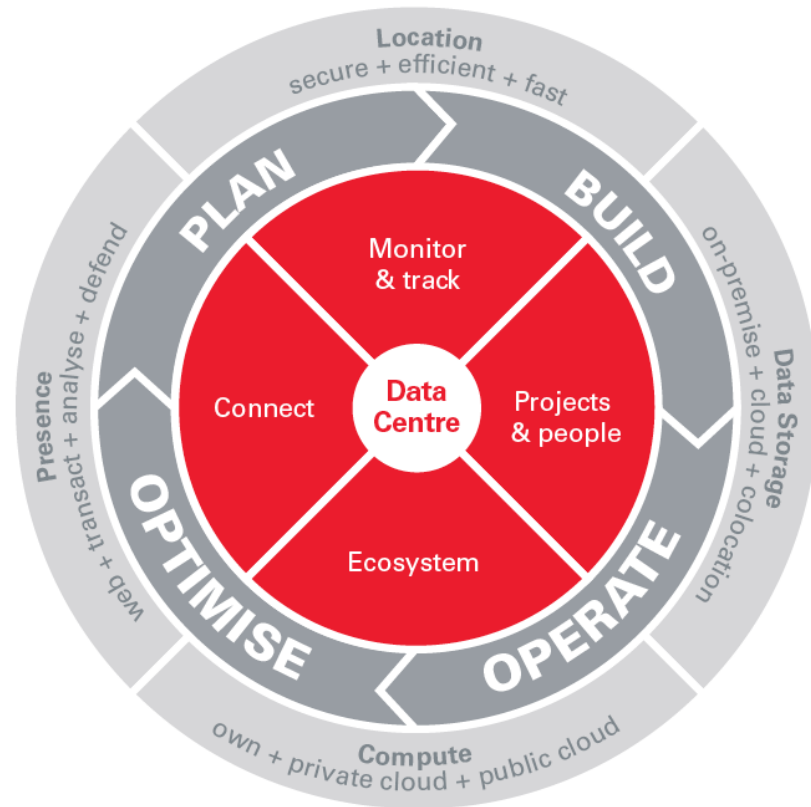 Location
secure + efficient + fast
PLAN
BUILD
Monitor
& track
Presence
web + transact + analyse + defend
Connect
Data
Centre
Projects
& people
Data Storage
on-premise + cloud + colocation
Ecosystem
OPTIMISE
OPERATE
Compute
own + private cloud + public cloud